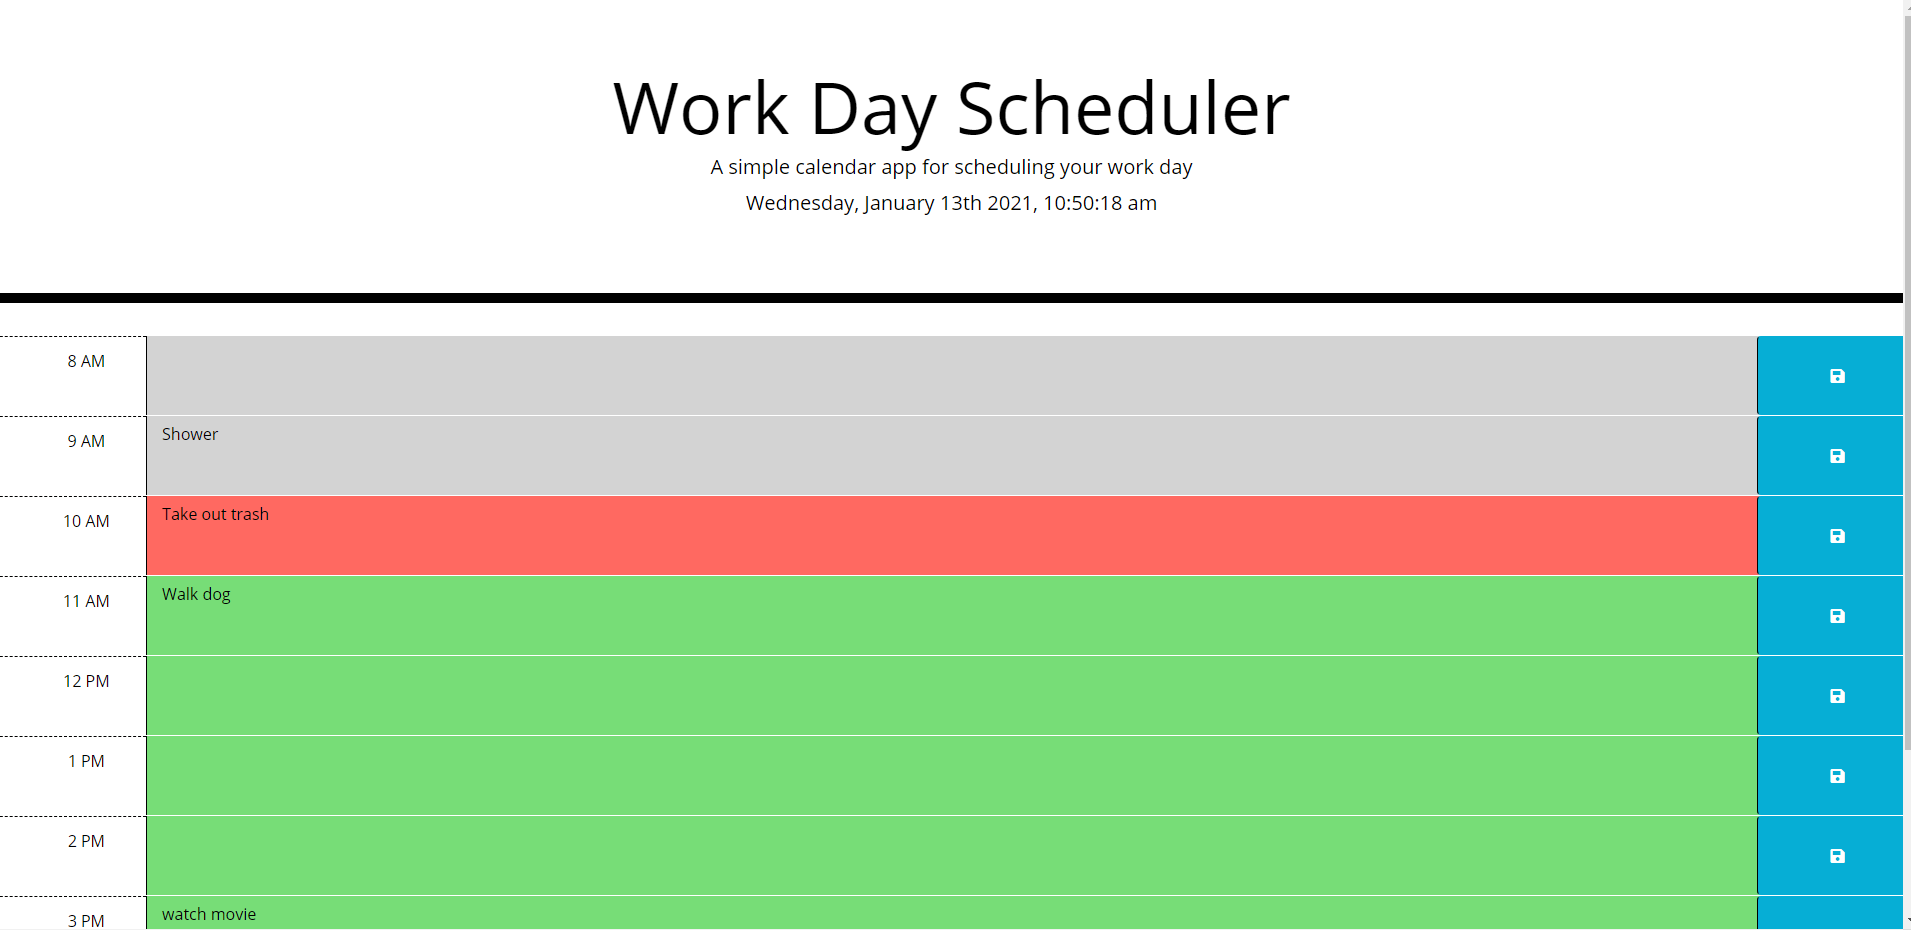 Work Day Scheduler
A simple calendar app for scheduling your work day
Wednesday, January 13th 2021, 10:50:18 am
8 AM
9 AM Shower
10 AM Take out trash
11 AM Walk dog
12 PM
1 PM
2 PM
3 PM watch movie